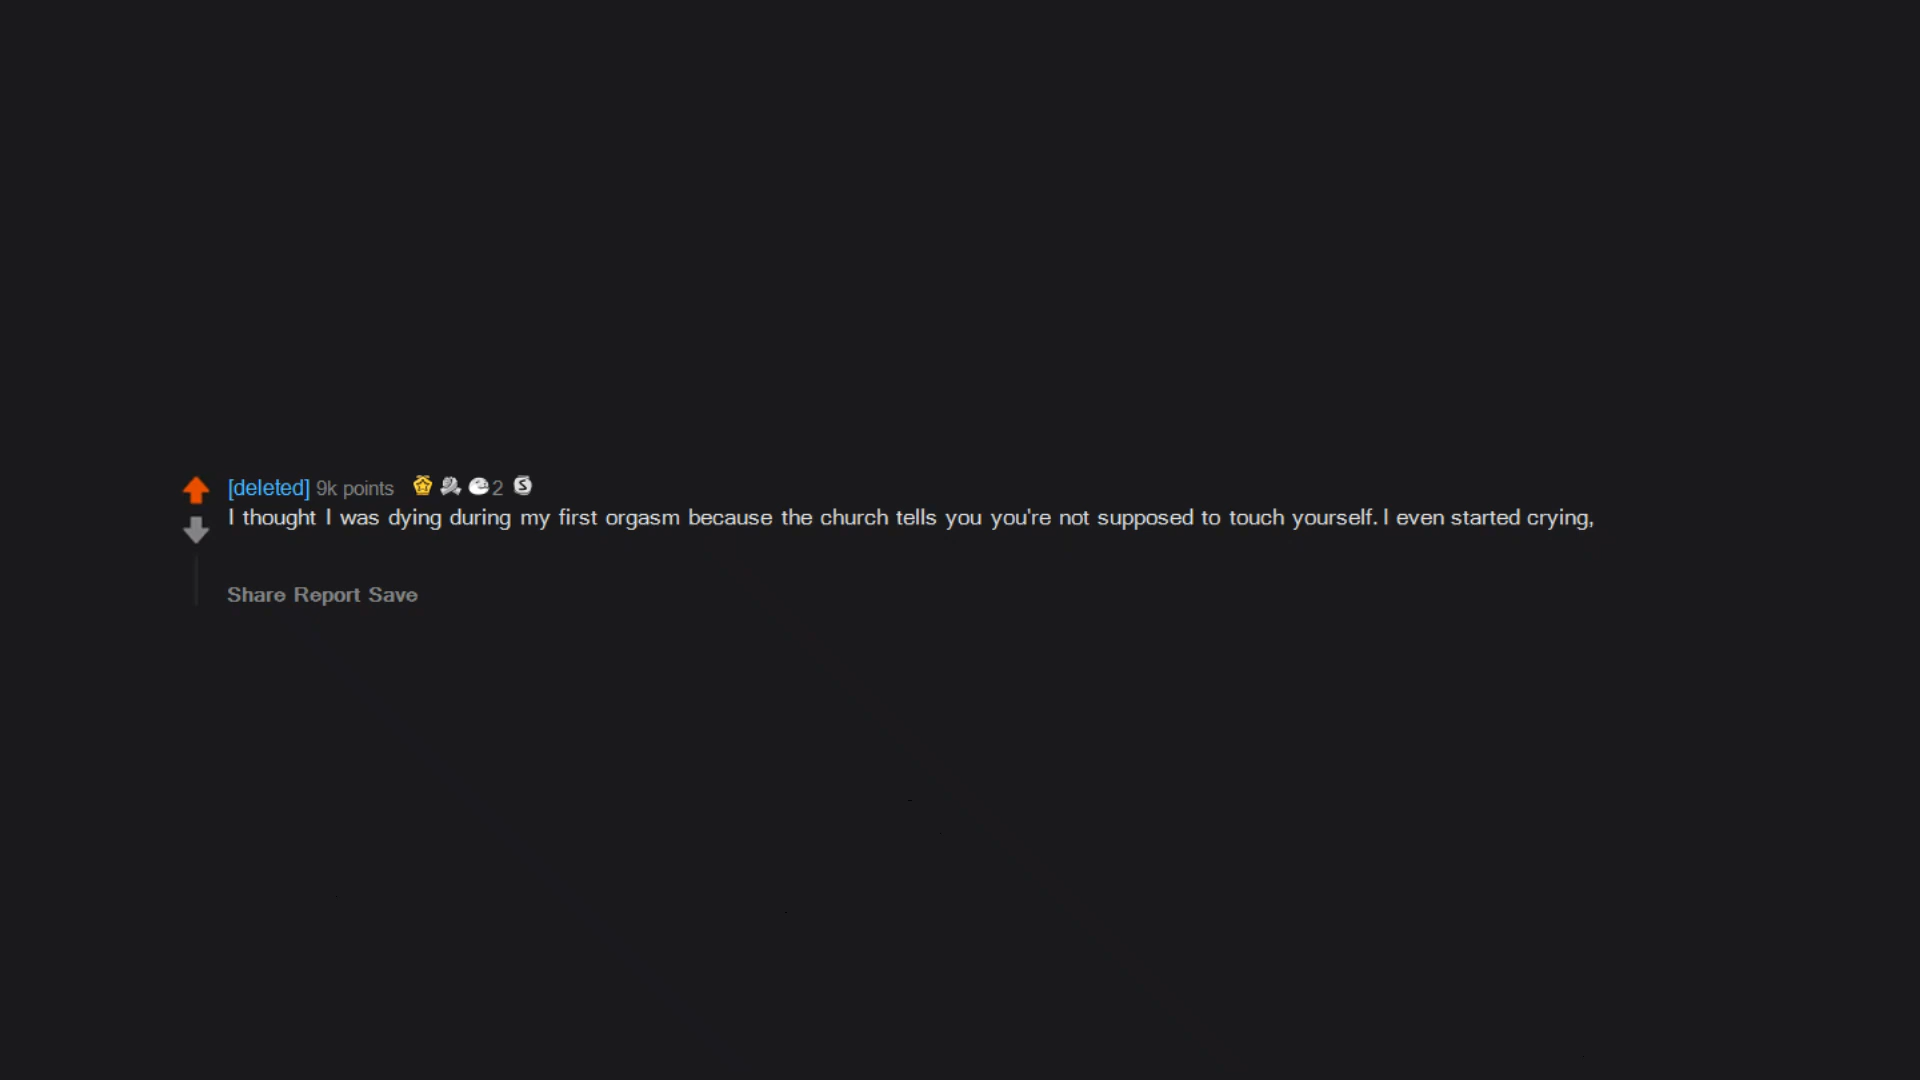 [deleted] 9k points 2
I thought I was dying during my first orgasm because the church tells you you're not supposed to touch yourself. I even started crying,
Share Report Save